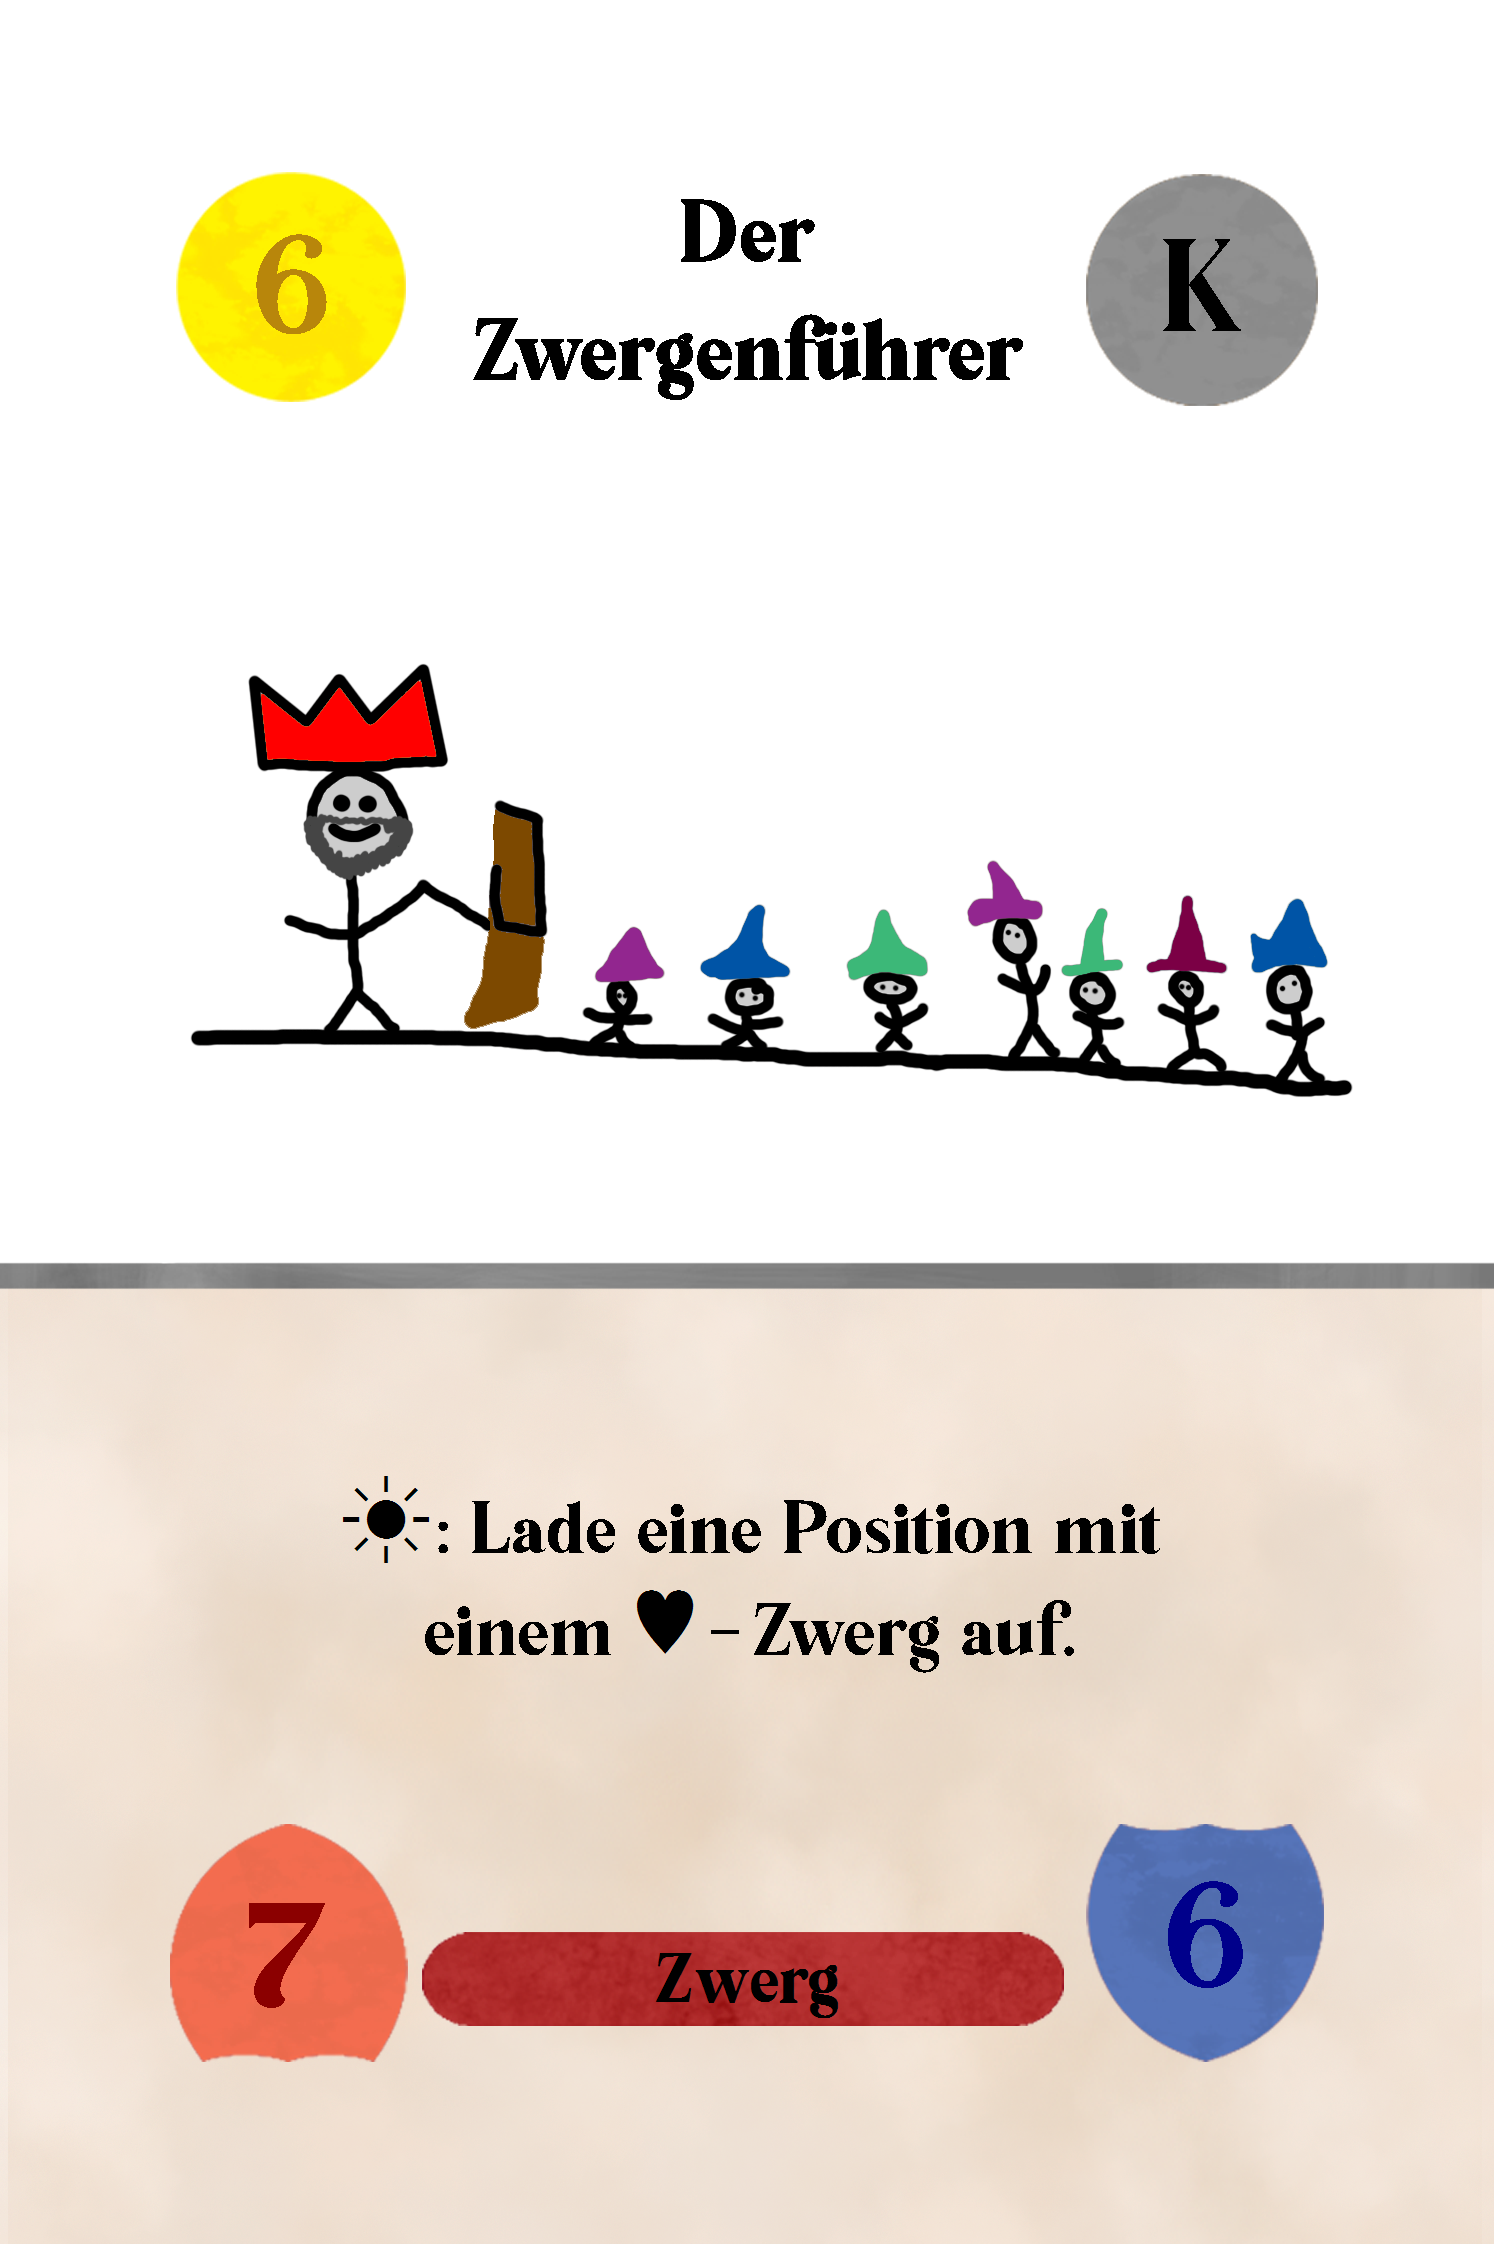 6
Der
Zwergenführer
K
☀: Lade eine Position mit
einem ♥ – Zwerg auf.
7
Zwerg
6